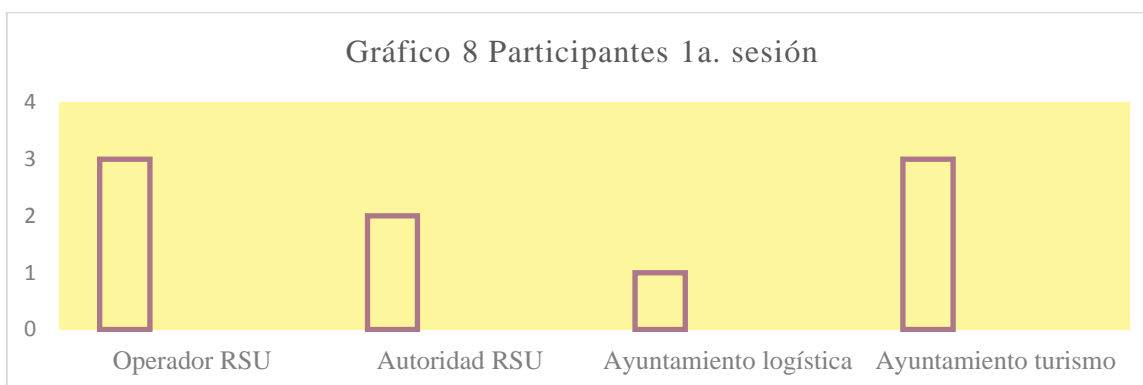 Gráfico 8 Participantes 1a. sesión
4
3
2
1
0
Operador RSU Autoridad RSU Ayuntamiento logística Ayuntamiento turismo